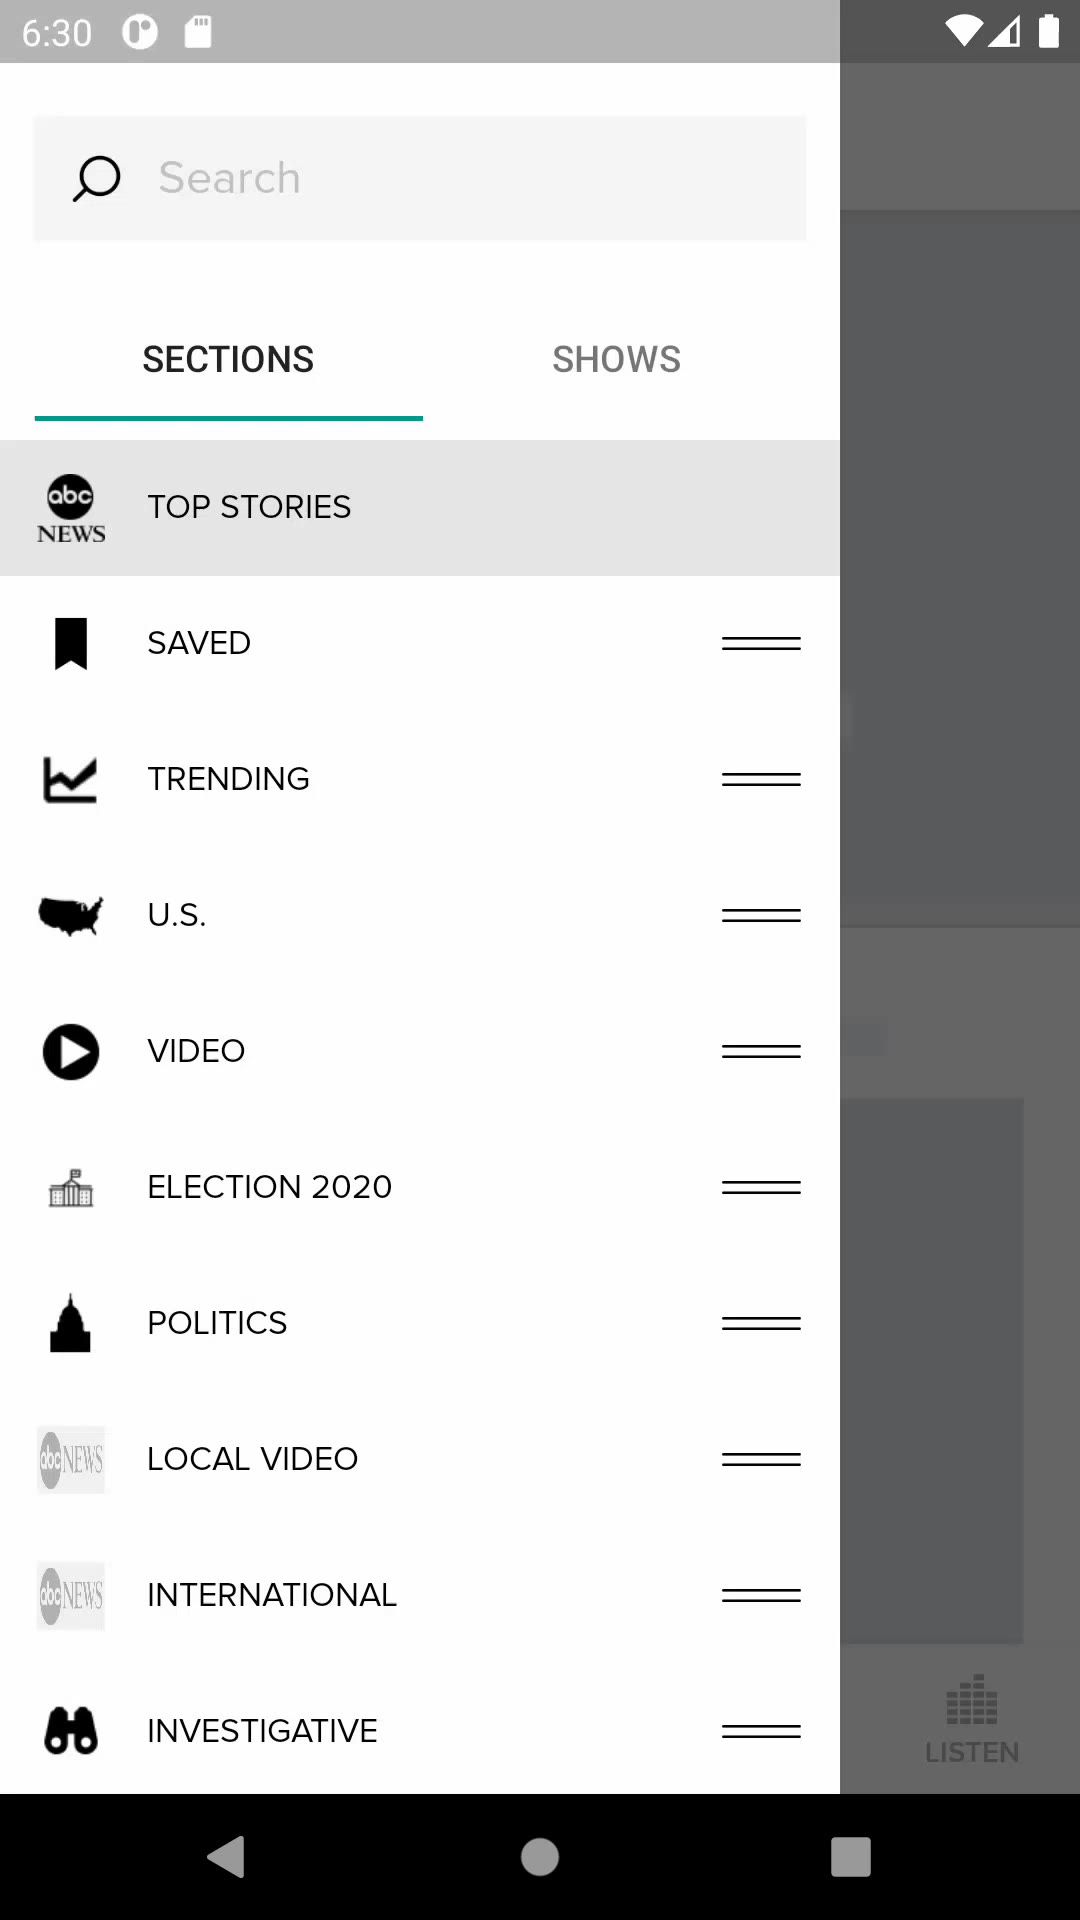 6:30
Search
SECTIONS
SHOWS
abc
NEWS
TOP STORIES
SAVED
TRENDING
U.S.
VIDEO
ELECTION 2020
POLITICS
abc NEWS
LOCAL VIDEO
abc NEWS
INTERNATIONAL
INVESTIGATIVE
LISTEN